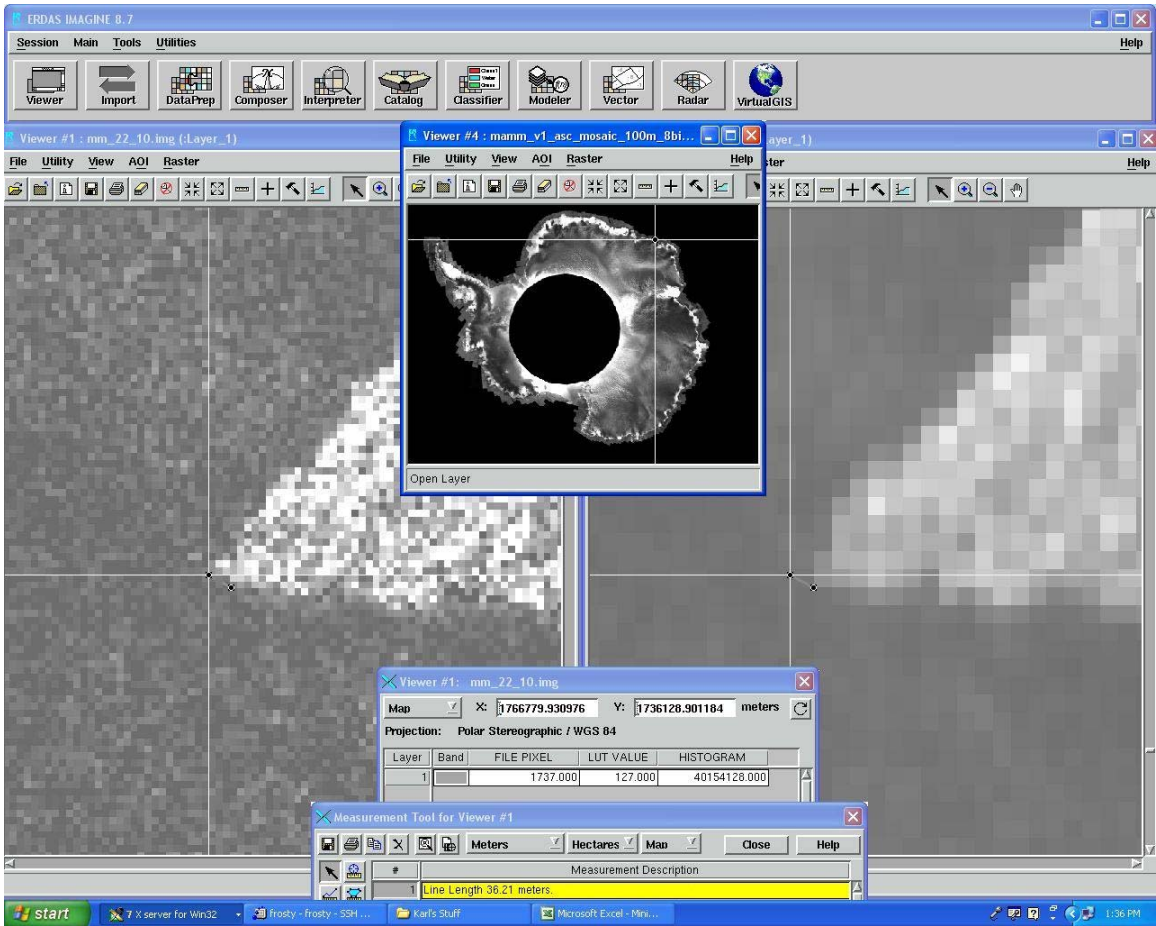 ERDAS IMAGINE 8.7
Session Main Tools Utilities Help
Viewer Import DataPrep Composer Interpreter Catalog Classifier Modeler Vector Radar VirtualGIS
Viewer #1 : mm_22_10.img (:Layer_1)
File Utility View AOI Raster
Viewer #4 : mamm_v1_asc_mosaic_100m_8bi...
File Utility View AOI Raster Help
ayer_1)
ster Help
Open Layer
Viewer #1: mm_22_10.img
Map X: 1766779.930976 Y: 1736128.901184 meters
Projection: Polar Stereographic / WGS 84
Layer Band FILE PIXEL LUT VALUE HISTOGRAM
1 1737.000 127.000 40154128.000
Measurement Tool for Viewer #1
Meters Hectares Map Close Help
# Measurement Description
1 Line Length 36.21 meters.
start 7 X server for Win32 frosty - frosty - SSH ... Karl's Stuff Microsoft Excel - Mini... 1:36 PM